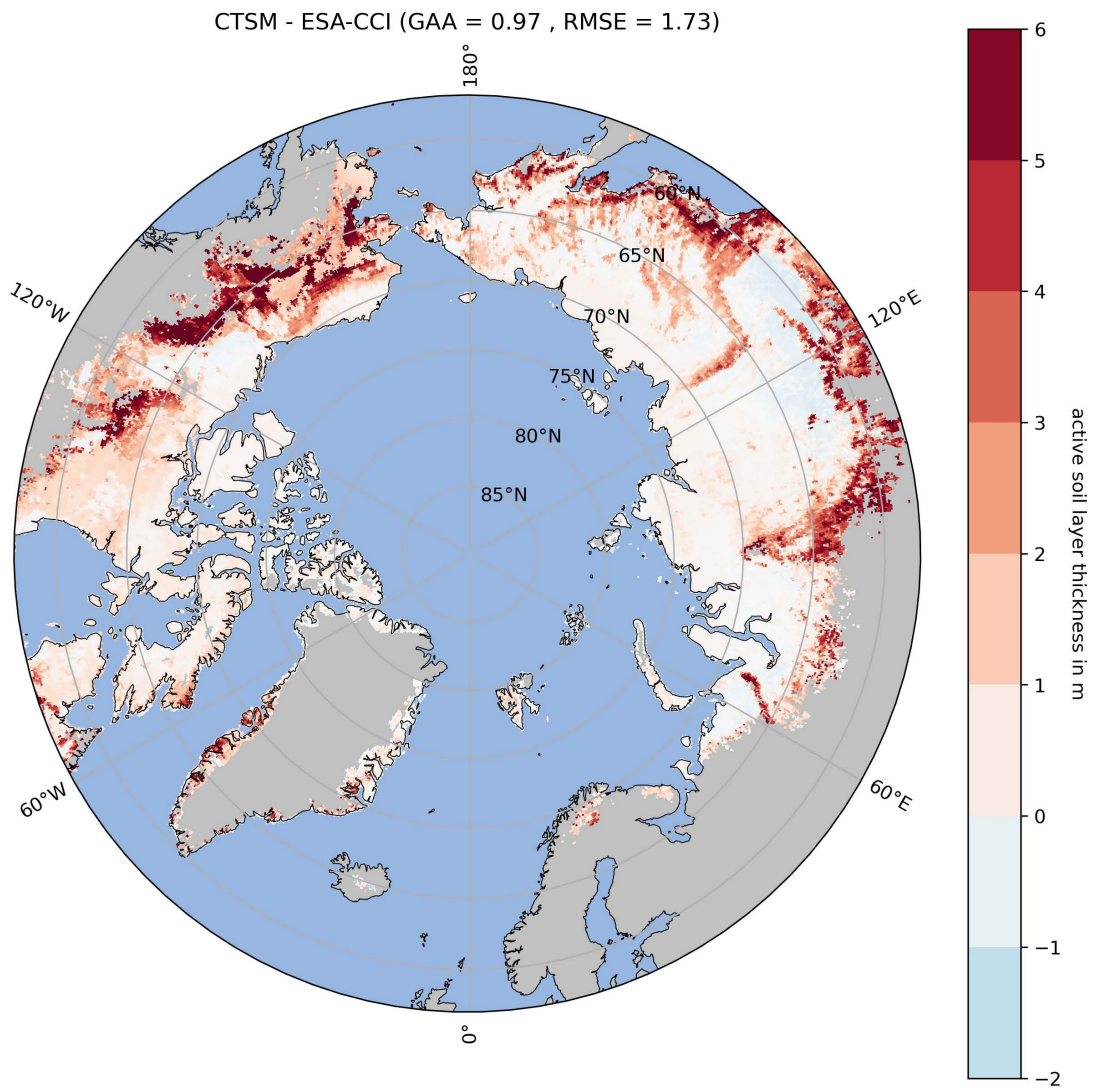 CTSM - ESA-CCI (GAA = 0.97 , RMSE = 1.73)
180°
120°W
60°N
65°N
70°N
75°N
80°N
85°N
120°E
60°W
60°E
0°
6
5
4
3
2
1
0
−1
−2
active soil layer thickness in m